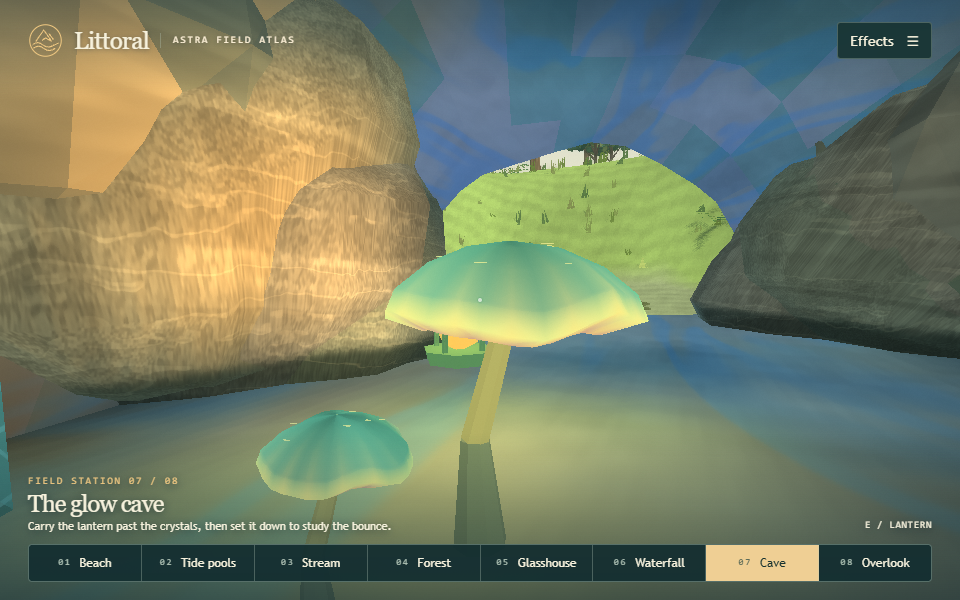 Littoral
ASTRA FIELD ATLAS
Effects
FIELD STATION 07 / 08
The glow cave
Carry the lantern past the crystals, then set it down to study the bounce.
E / LANTERN
01 Beach
02 Tide pools
03 Stream
04 Forest
05 Glasshouse
06 Waterfall
07 Cave
08 Overlook